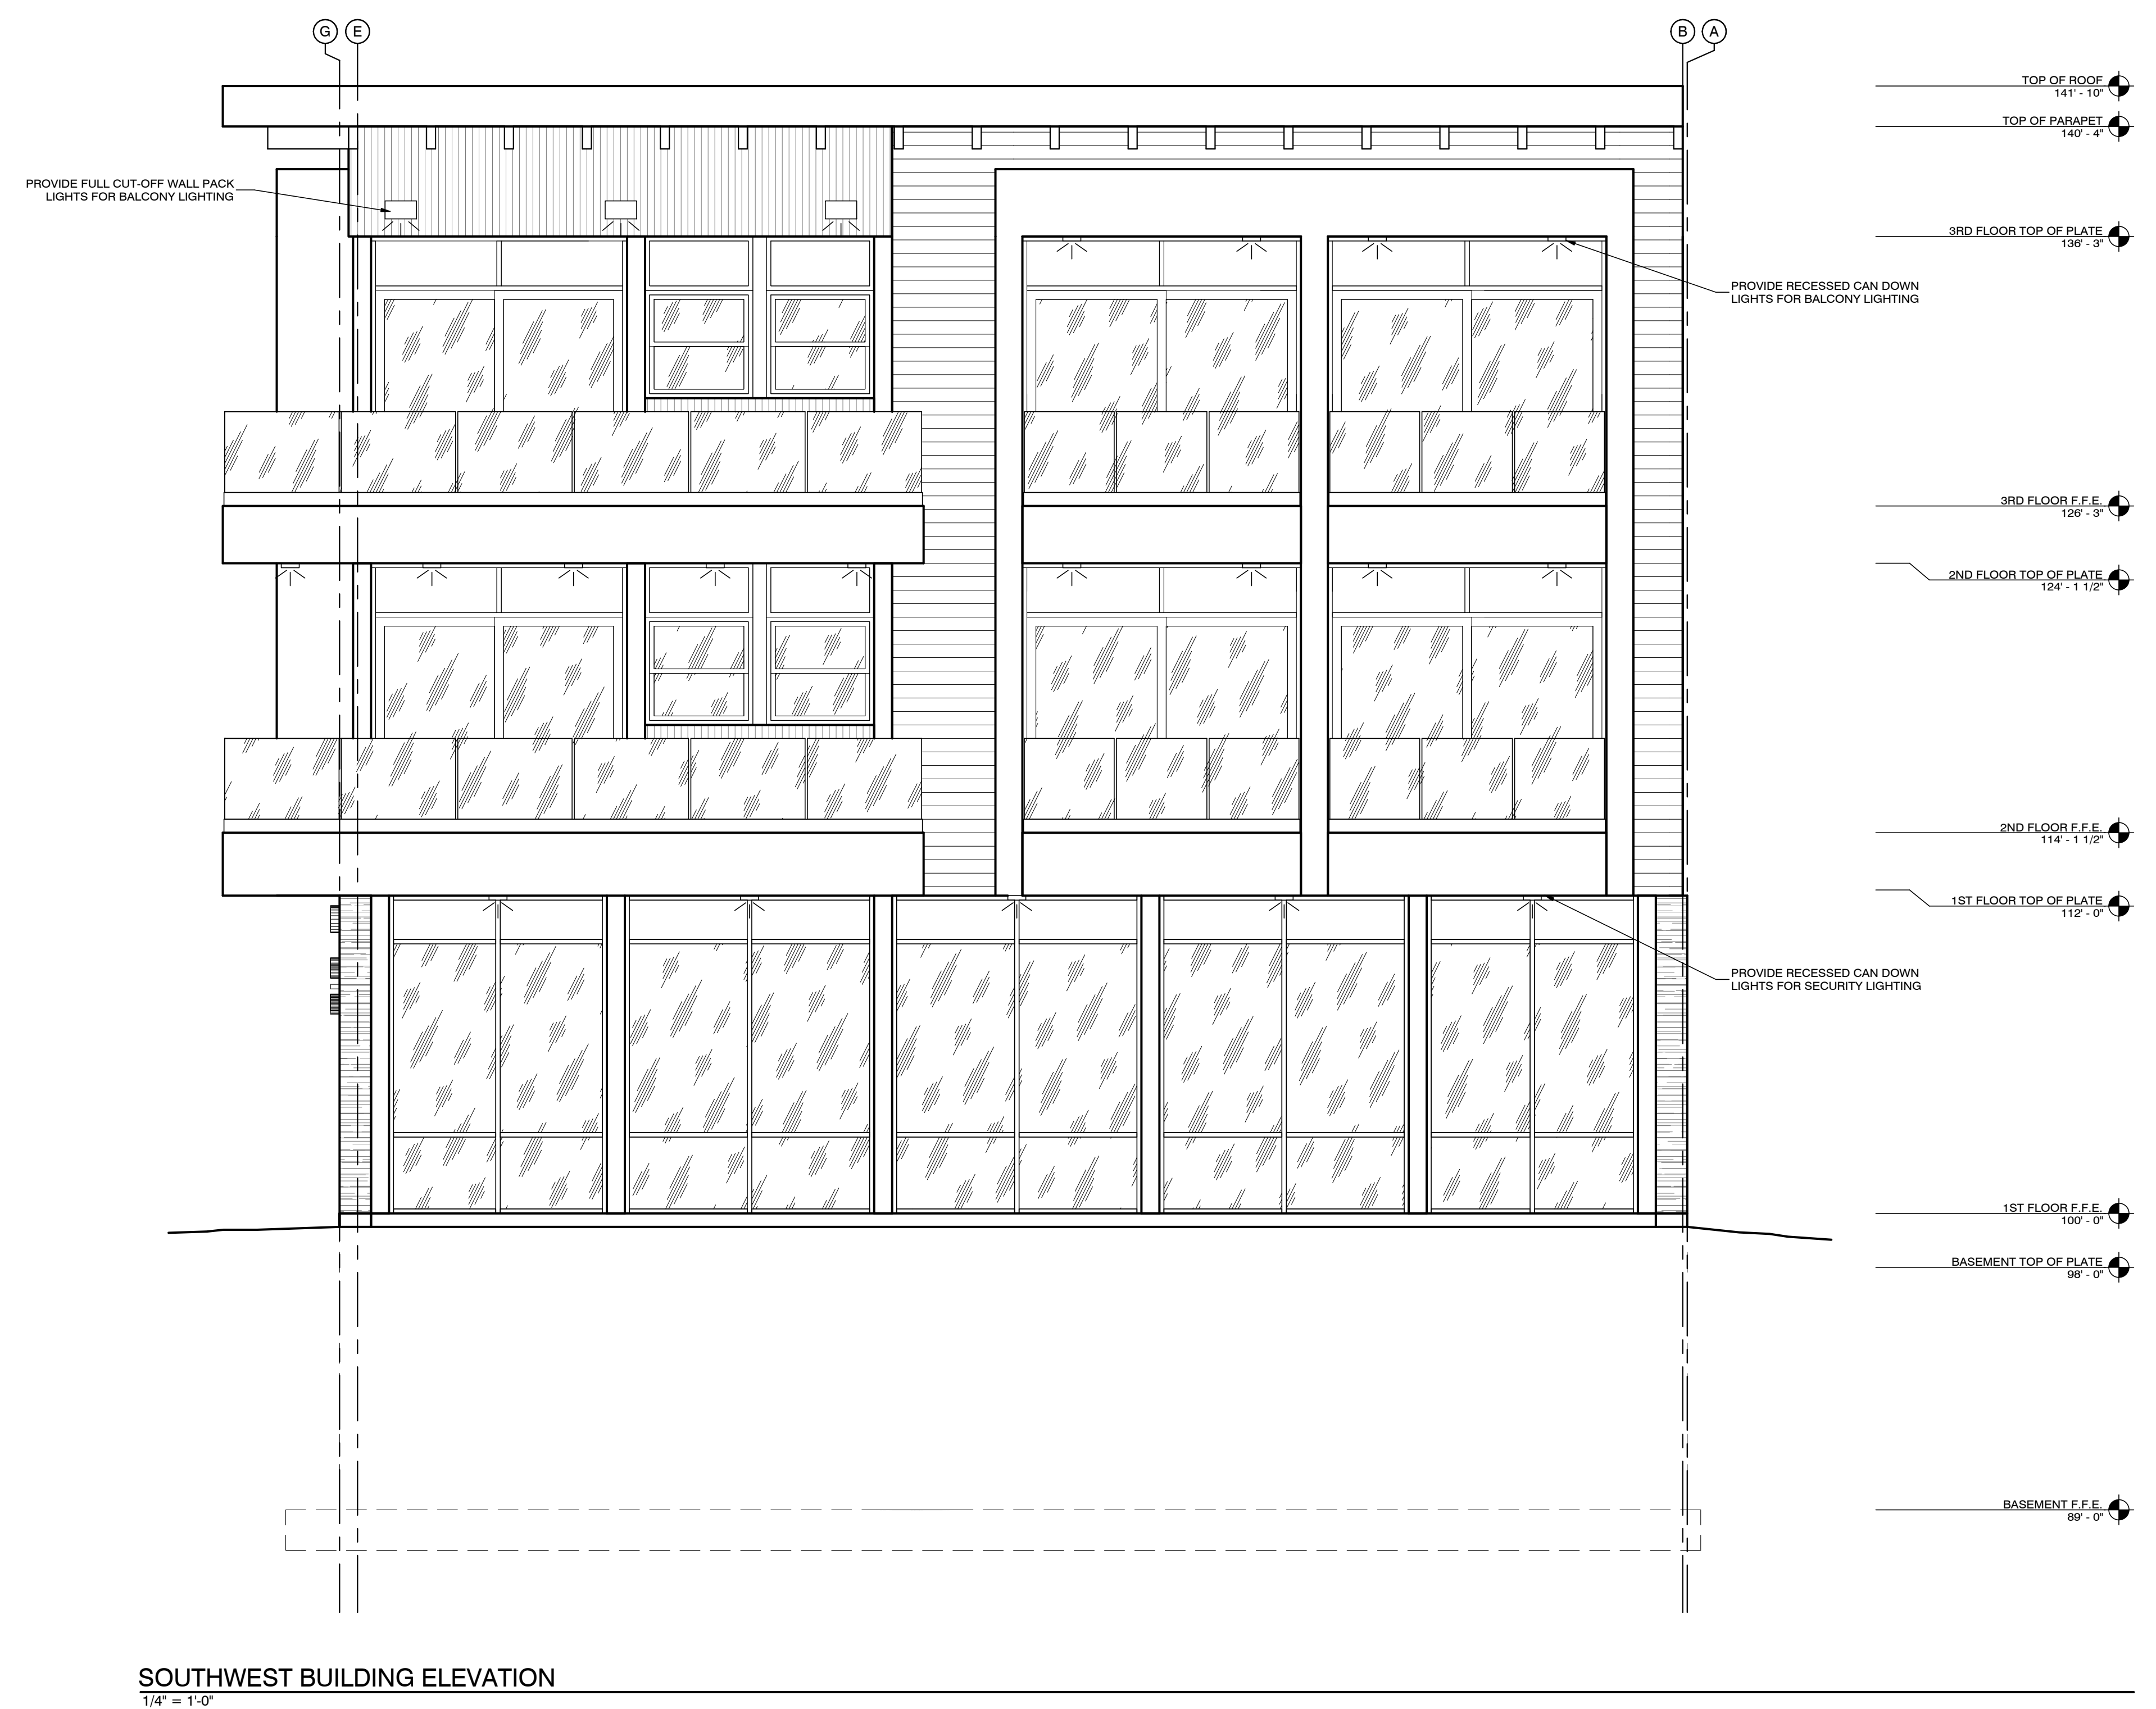 G E B A
TOP OF ROOF
141' - 10"
TOP OF PARAPET
140' - 4"
PROVIDE FULL CUT-OFF WALL PACK
LIGHTS FOR BALCONY LIGHTING
3RD FLOOR TOP OF PLATE
136' - 3"
PROVIDE RECESSED CAN DOWN
LIGHTS FOR BALCONY LIGHTING
3RD FLOOR F.F.E.
126' - 3"
2ND FLOOR TOP OF PLATE
124' - 1 1/2"
2ND FLOOR F.F.E.
114' - 1 1/2"
1ST FLOOR TOP OF PLATE
112' - 0"
PROVIDE RECESSED CAN DOWN
LIGHTS FOR SECURITY LIGHTING
1ST FLOOR F.F.E.
100' - 0"
BASEMENT TOP OF PLATE
98' - 0"
BASEMENT F.F.E.
89' - 0"
SOUTHWEST BUILDING ELEVATION
1/4" = 1'-0"